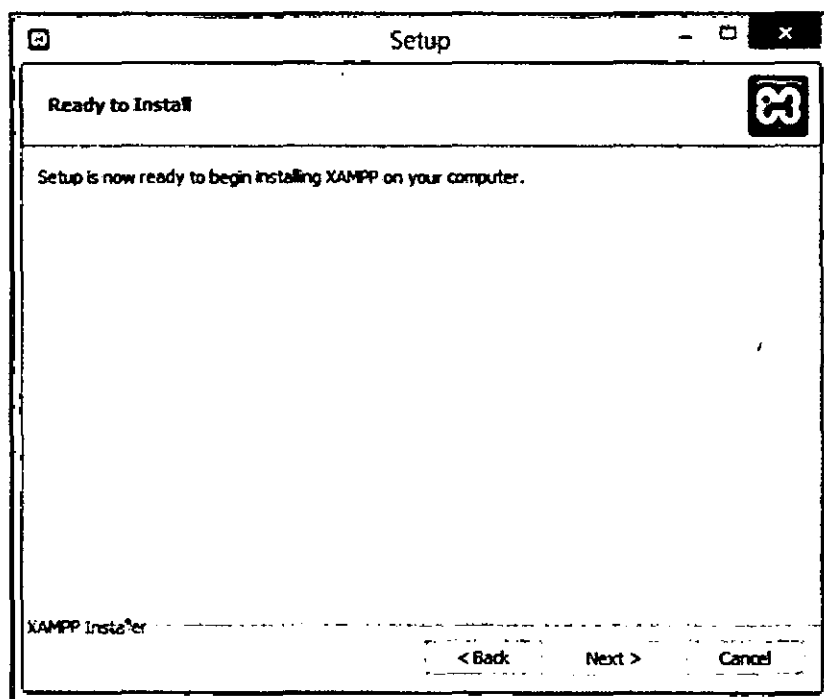 Setup
Ready to Install
Setup is now ready to begin installing XAMPP on your computer.
XAMPP Installer
< Back Next > Cancel